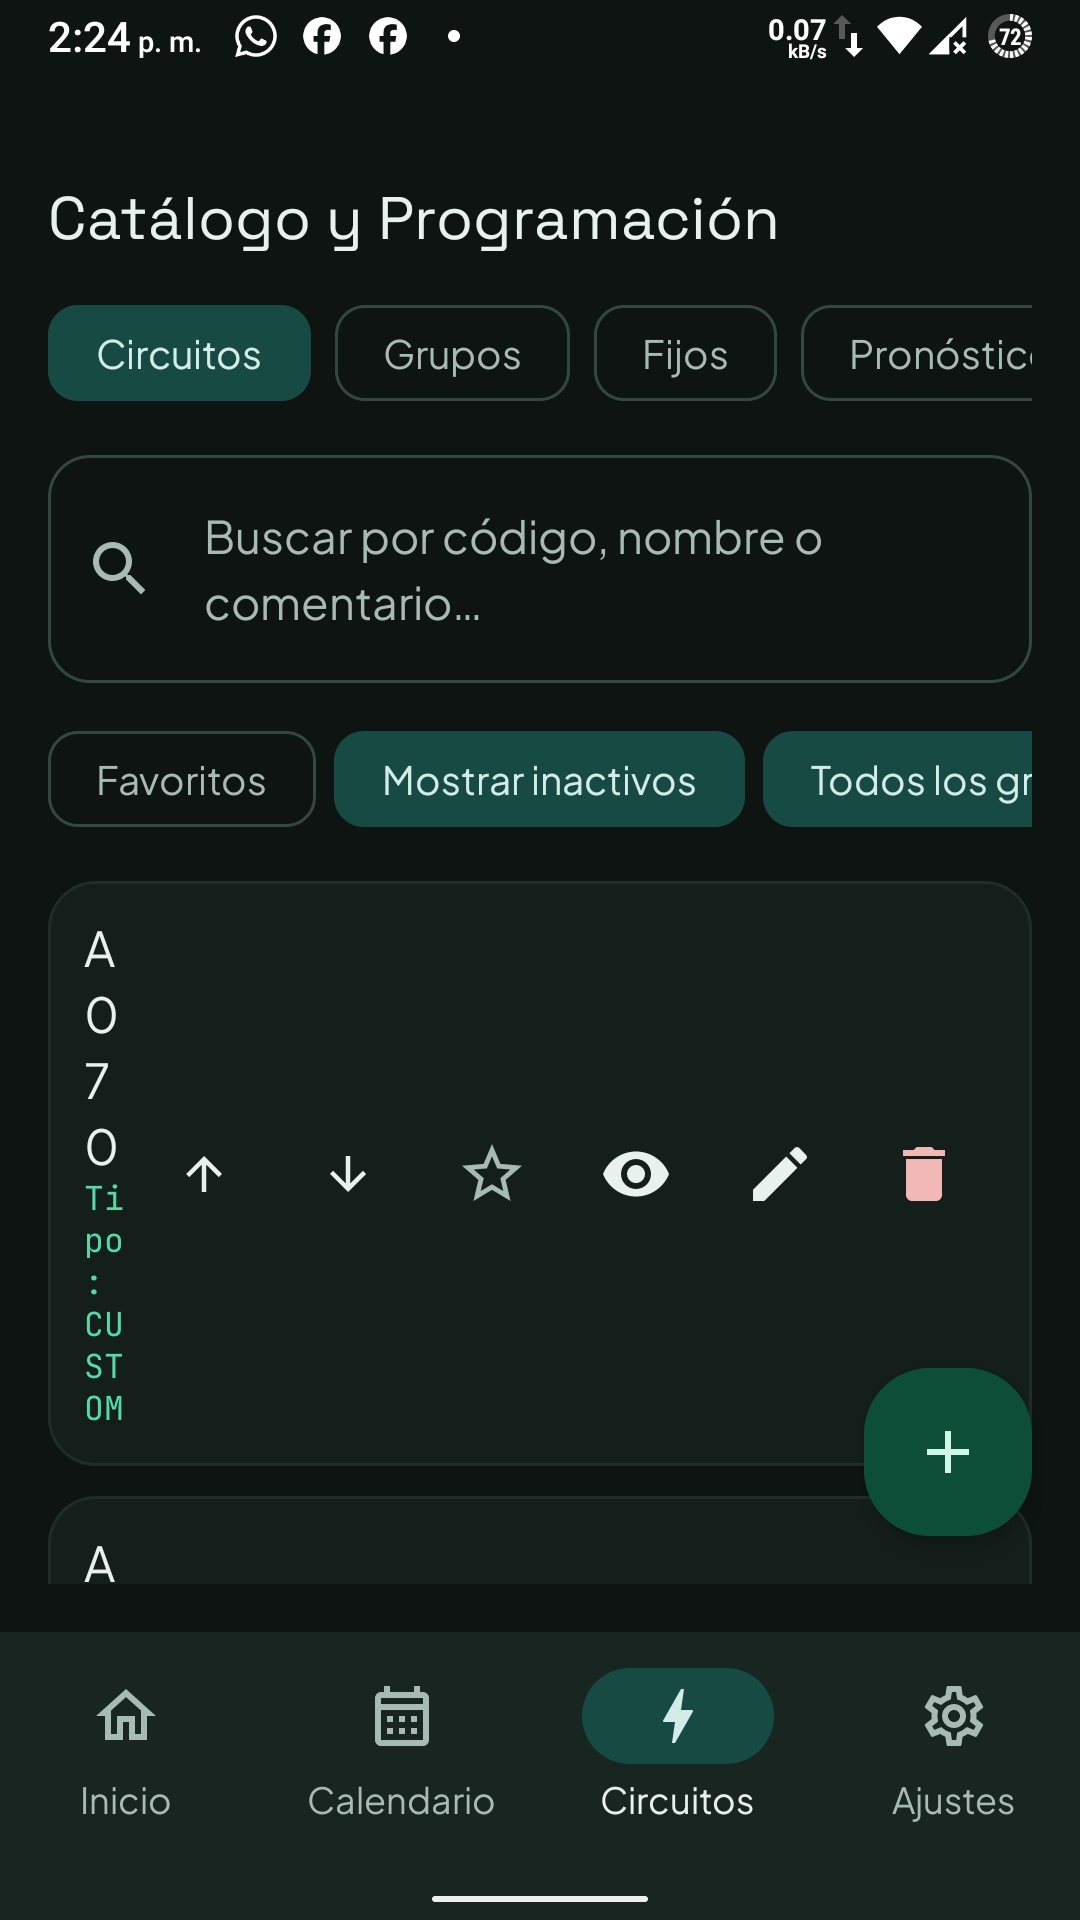 2:24 p. m.
0.07
kB/s
72
Catálogo y Programación
Circuitos
Grupos
Fijos
Pronóstico
Buscar por código, nombre o
comentario...
Favoritos
Mostrar inactivos
Todos los gr
A
0
7
0
Ti
po
:
CU
ST
OM
A
Inicio
Calendario
Circuitos
Ajustes